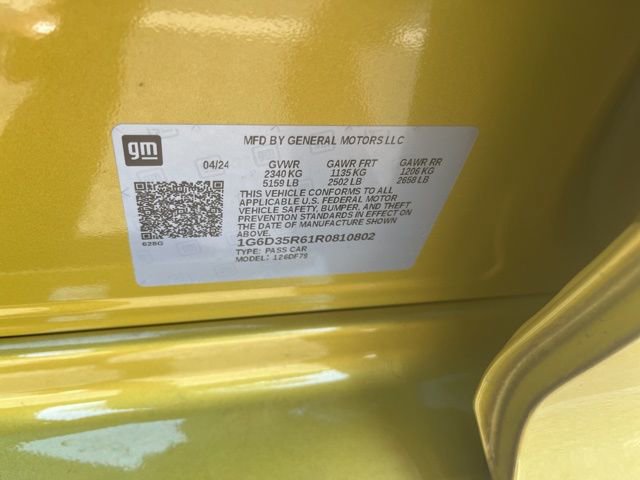 gm
MFD BY GENERAL MOTORS LLC
04/24 GVWR GAWR FRT GAWR RR
2340 KG 1135 KG 1206 KG
5159 LB 2502 LB 2658 LB
THIS VEHICLE CONFORMS TO ALL
APPLICABLE U.S. FEDERAL MOTOR
VEHICLE SAFETY, BUMPER, AND THEFT
PREVENTION STANDARDS IN EFFECT ON
THE DATE OF MANUFACTURE SHOWN
ABOVE.
628G
1G6D35R61R0810802
TYPE: PASS CAR
MODEL: 126DF79